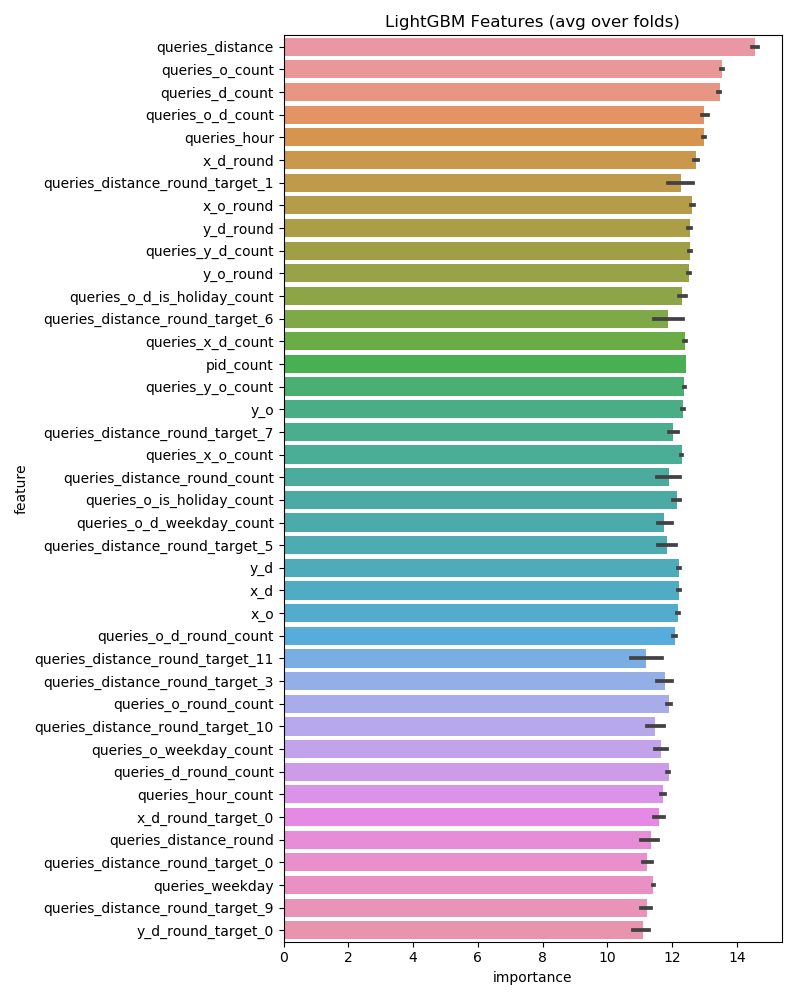 LightGBM Features (avg over folds)
queries_distance
queries_o_count
queries_d_count
queries_o_d_count
queries_hour
x_d_round
queries_distance_round_target_1
x_o_round
y_d_round
queries_y_d_count
y_o_round
queries_o_d_is_holiday_count
queries_distance_round_target_6
queries_x_d_count
pid_count
queries_y_o_count
y_o
queries_distance_round_target_7
queries_x_o_count
queries_distance_round_count
queries_o_is_holiday_count
queries_o_d_weekday_count
queries_distance_round_target_5
y_d
x_d
x_o
queries_o_d_round_count
queries_distance_round_target_11
queries_distance_round_target_3
queries_o_round_count
queries_distance_round_target_10
queries_o_weekday_count
queries_d_round_count
queries_hour_count
x_d_round_target_0
queries_distance_round
queries_distance_round_target_0
queries_weekday
queries_distance_round_target_9
y_d_round_target_0
feature
0 2 4 6 8 10 12 14
importance